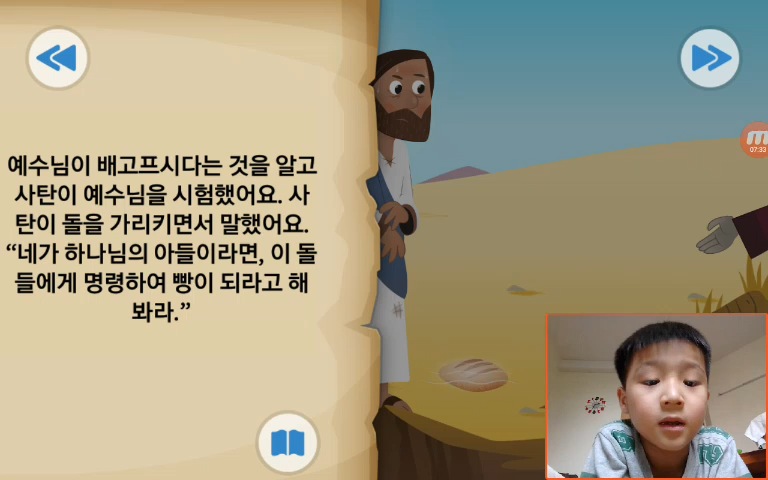 예수님이 배고프시다는 것을 알고
사탄이 예수님을 시험했어요. 사
탄이 돌을 가리키면서 말했어요.
“네가 하나님의 아들이라면, 이 돌
들에게 명령하여 빵이 되라고 해
봐라.”
07:33